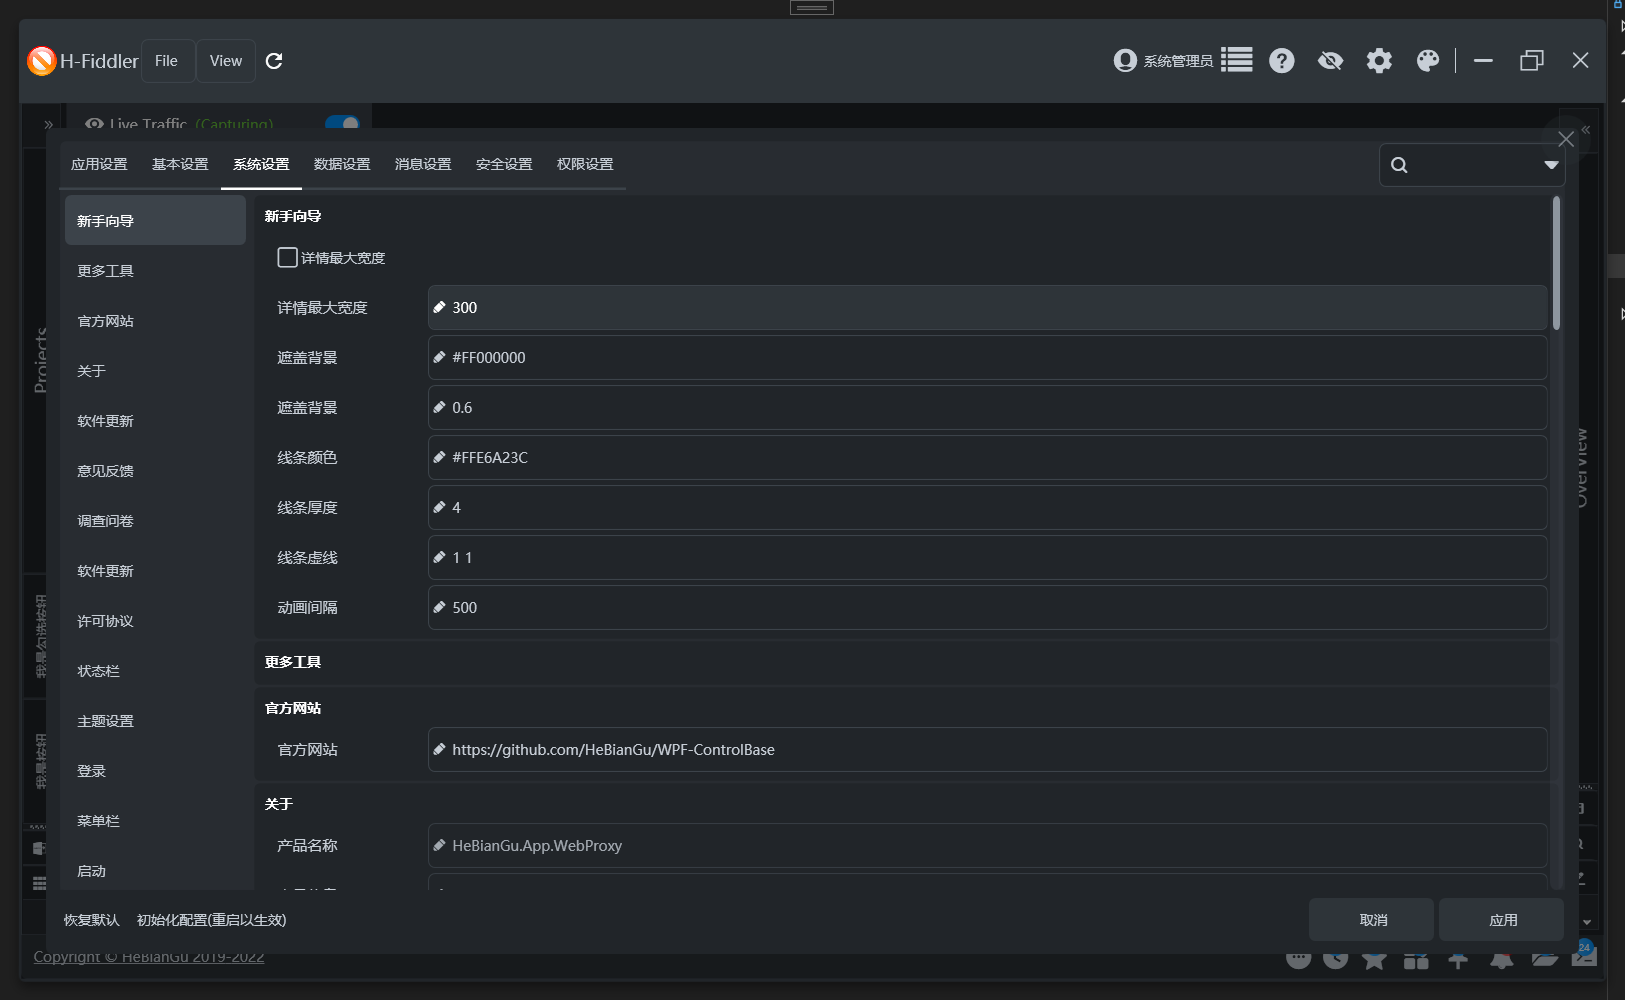 H-Fiddler
File
View
系统管理员
Live Traffic (Capturing)
应用设置
基本设置
系统设置
数据设置
消息设置
安全设置
权限设置
新手向导
更多工具
官方网站
关于
软件更新
意见反馈
调查问卷
软件更新
许可协议
状态栏
主题设置
登录
菜单栏
启动
新手向导
详情最大宽度
详情最大宽度 300
遮盖背景 #FF000000
遮盖背景 0.6
线条颜色 #FFE6A23C
线条厚度 4
线条虚线 1 1
动画间隔 500
更多工具
官方网站
官方网站 https://github.com/HeBianGu/WPF-ControlBase
关于
产品名称 HeBianGu.App.WebProxy
恢复默认
初始化配置(重启以生效)
取消
应用
Projects
OverView
Copyright © HeBianGu 2019-2022
24